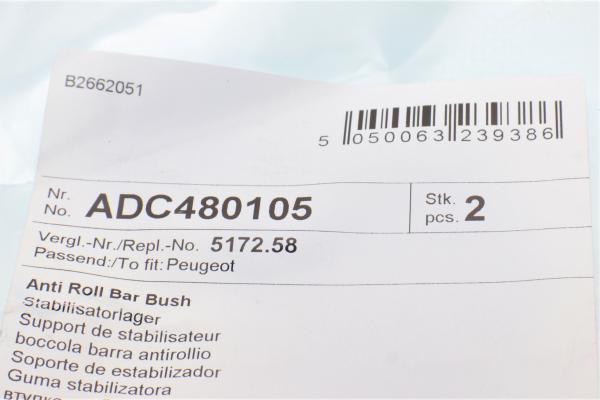 B2662051
5 050063 239386
Nr.
No. ADC480105
Stk.
pcs. 2
Vergl.-Nr./Repl.-No. 5172.58
Passend:/To fit: Peugeot
Anti Roll Bar Bush
Stabilisatorlager
Support de stabilisateur
boccola barra antirollio
Soporte de estabilizador
Guma stabilizatora